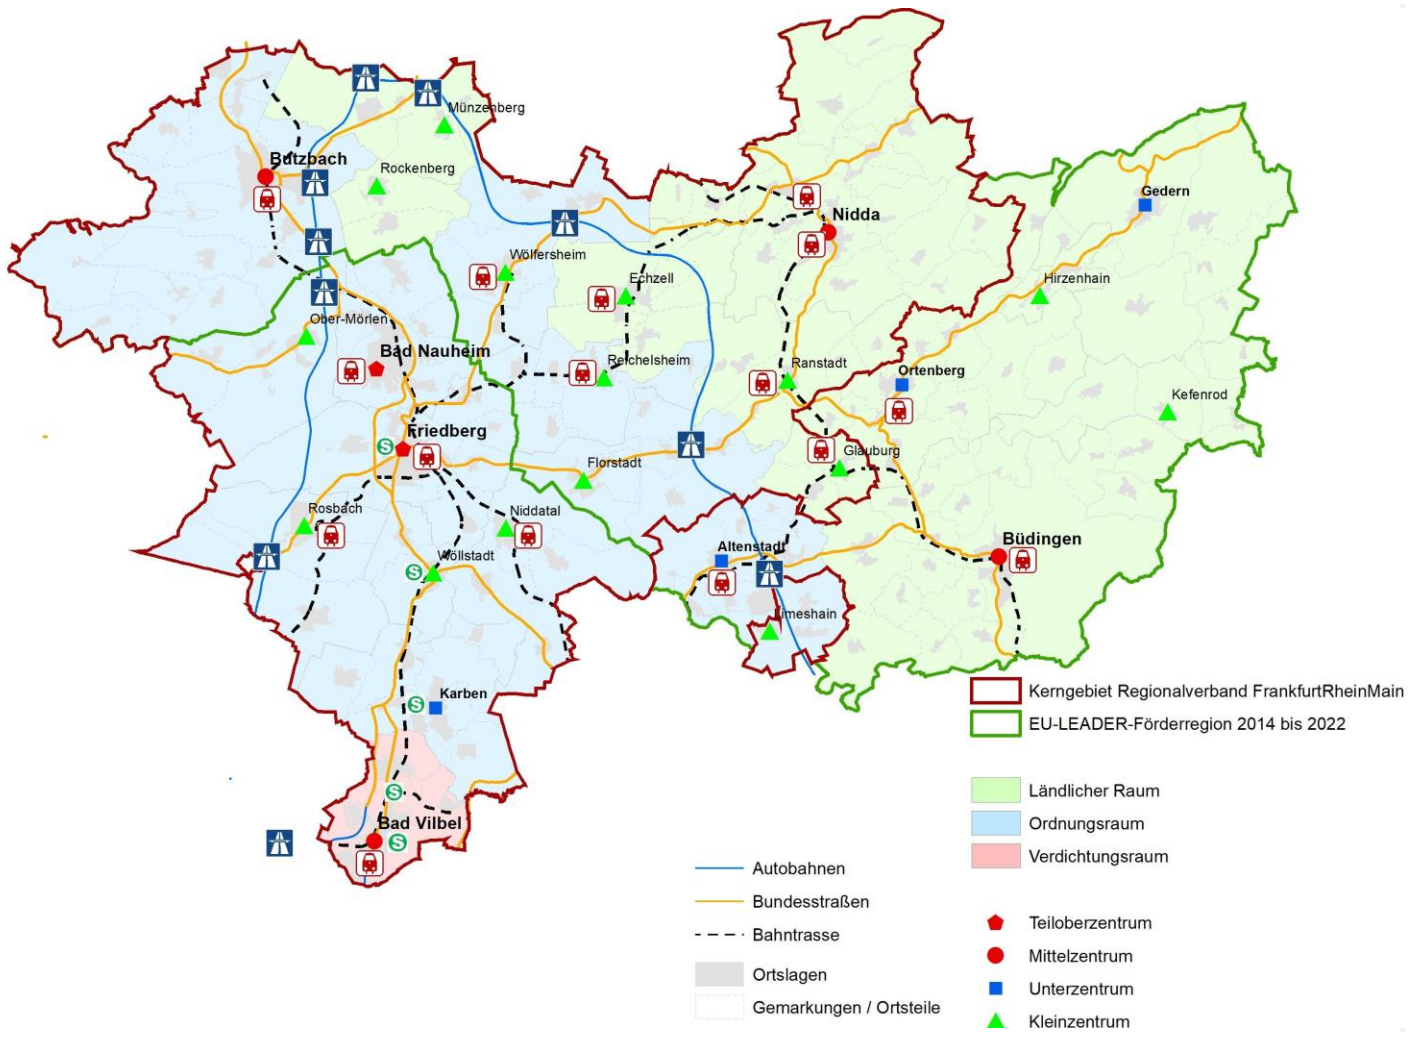 Münzenberg
Butzbach
Rockenberg
Gedern
Nidda
Wölfersheim
Echzell
Hirzenhain
Ober-Mörlen
Bad Nauheim
Reichelsheim
Ranstadt
Ortenberg
Kefenrod
Friedberg
S
Glauburg
Florstadt
Rosbach
Niddatal
Altenstadt
Büdingen
Wöllstadt
S
Limeshain
Karben
S
S
Bad Vilbel
S
Kerngebiet Regionalverband FrankfurtRheinMain
EU-LEADER-Förderregion 2014 bis 2022
Ländlicher Raum
Ordnungsraum
Verdichtungsraum
Autobahnen
Bundesstraßen
Bahntrasse
Ortslagen
Gemarkungen / Ortsteile
Teiloberzentrum
Mittelzentrum
Unterzentrum
Kleinzentrum